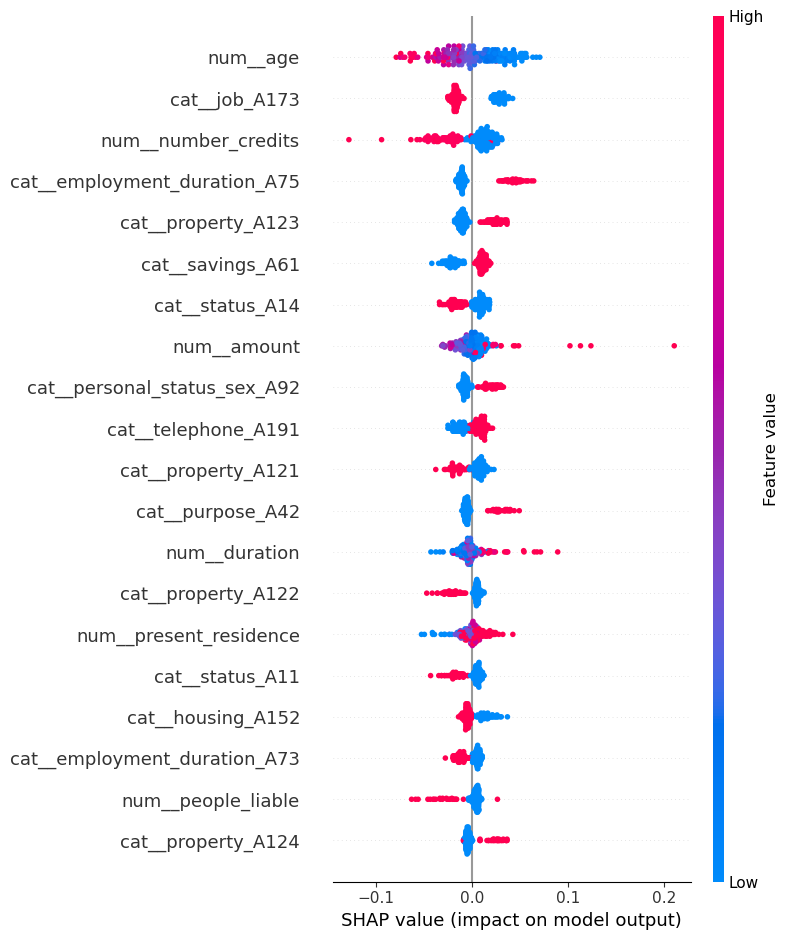 High
num__age
cat__job_A173
num__number_credits
cat__employment_duration_A75
cat__property_A123
cat__savings_A61
cat__status_A14
num__amount
cat__personal_status_sex_A92
cat__telephone_A191
cat__property_A121
cat__purpose_A42
num__duration
cat__property_A122
num__present_residence
cat__status_A11
cat__housing_A152
cat__employment_duration_A73
num__people_liable
cat__property_A124
Feature value
Low
−0.1 0.0 0.1 0.2
SHAP value (impact on model output)